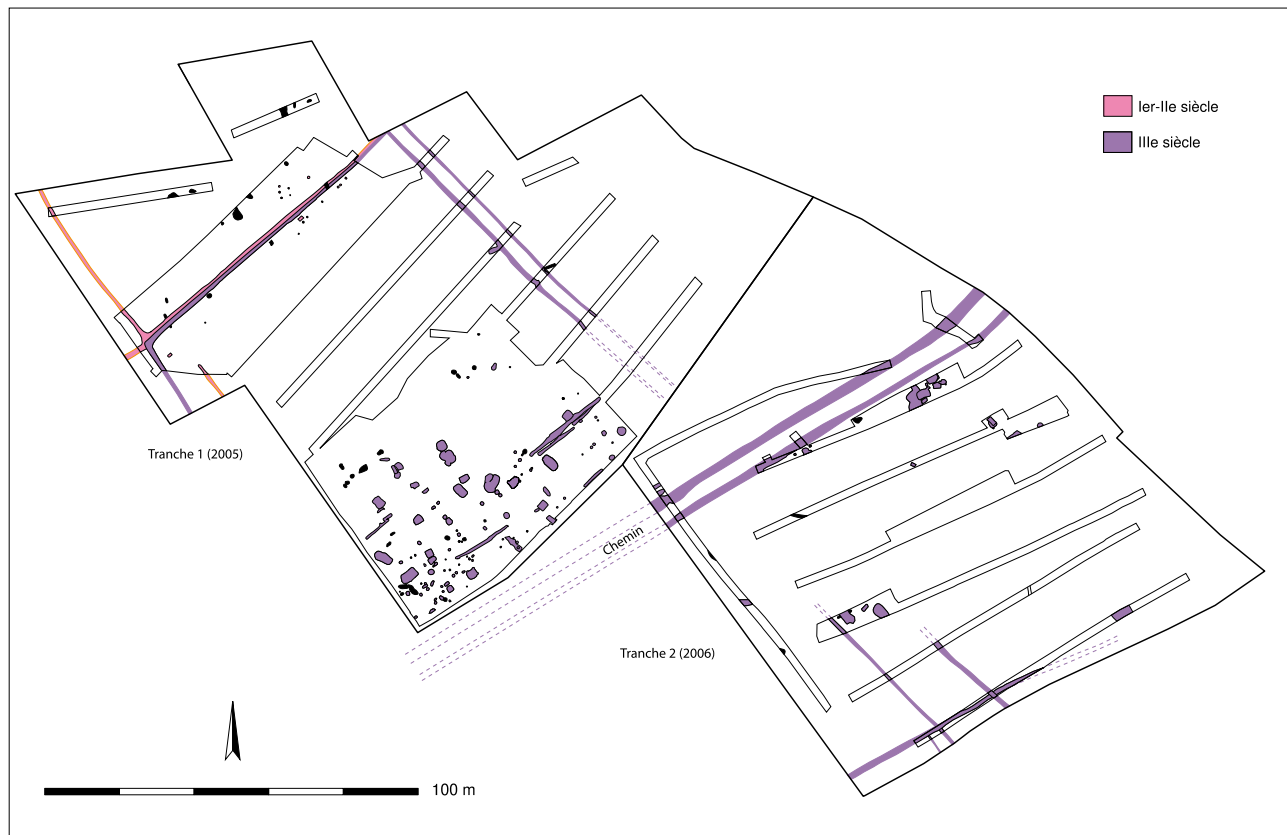 Ier-IIe siècle
IIIe siècle
Tranche 1 (2005)
Chemin
Tranche 2 (2006)
100 m